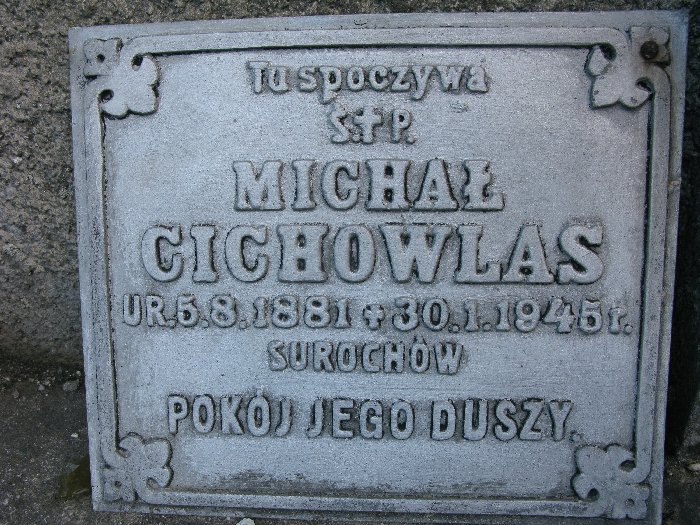 Tu spoczywa
Ś.✝P.
MICHAŁ
CICHOWLAS
UR. 5.8.1881 ✝ 30.1.1945 r.
SUROCHÓW
POKÓJ JEGO DUSZY.